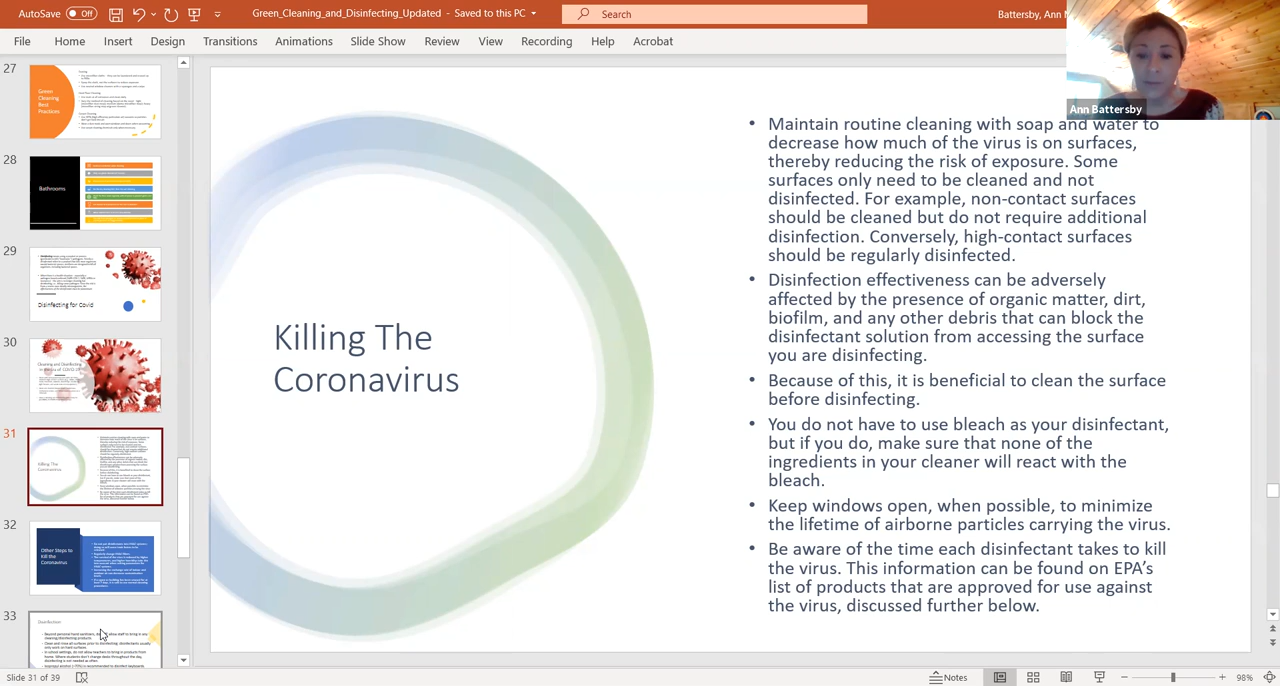 AutoSave Off Green_Cleaning_and_Disinfecting_Updated - Saved to this PC Search Battersby, Ann
File Home Insert Design Transitions Animations Slide Show Review View Recording Help Acrobat
Ann Battersby
27
Green
Cleaning
Best
Practices
28
Bathrooms
29
Disinfecting for Covid
30
31
Killing The
Coronavirus
32
Other Steps to
Kill the
Coronavirus
33
Disinfection
Killing The
Coronavirus
• Maintain routine cleaning with soap and water to
decrease how much of the virus is on surfaces,
thereby reducing the risk of exposure. Some
surfaces only need to be cleaned and not
disinfected. For example, non-contact surfaces
should be cleaned but do not require additional
disinfection. Conversely, high-contact surfaces
should be regularly disinfected.
• Disinfection effectiveness can be adversely
affected by the presence of organic matter, dirt,
biofilm, and any other debris that can block the
disinfectant solution from accessing the surface
you are disinfecting.
• Because of this, it is beneficial to clean the surface
before disinfecting.
• You do not have to use bleach as your disinfectant,
but if you do, make sure that none of the
ingredients in your cleaner will react with the
bleach.
• Keep windows open, when possible, to minimize
the lifetime of airborne particles carrying the virus.
• Be aware of the time each disinfectant takes to kill
the virus. This information can be found on EPA's
list of products that are approved for use against
the virus, discussed further below.
Slide 31 of 39 Notes 98%